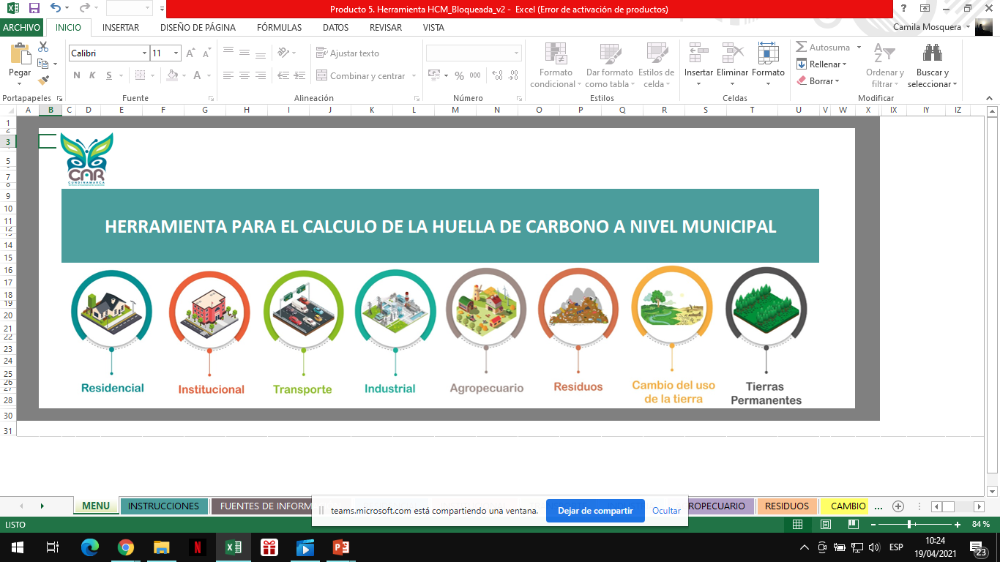 Producto 5. Herramienta HCM_Bloqueada_v2 - Excel (Error de activación de productos)
ARCHIVO INICIO INSERTAR DISEÑO DE PÁGINA FÓRMULAS DATOS REVISAR VISTA Camila Mosquera
Calibri 11 Ajustar texto Autosuma
Pegar Rellenar
N K S A Combinar y centrar % 000 Borrar
Formato condicional Dar formato como tabla Estilos de celda Insertar Eliminar Formato Ordenar y filtrar Buscar y seleccionar
Portapapeles Fuente Alineación Número Estilos Celdas Modificar
A B C D E F G H I J K L M N O P Q R S T U V W X IX IY IZ
1
2
3
5
7
8
9
10
11
12
14
15
16
17
18
19
20
21
22
23
24
25
26
27
28
30
31
CAR
CUNDINAMARCA
HERRAMIENTA PARA EL CALCULO DE LA HUELLA DE CARBONO A NIVEL MUNICIPAL
Residencial Institucional Transporte Industrial Agropecuario Residuos
Cambio del uso
de la tierra
Tierras
Permanentes
MENU INSTRUCCIONES FUENTES DE INFORM ROPECUARIO RESIDUOS CAMBIO ...
teams.microsoft.com está compartiendo una ventana. Dejar de compartir Ocultar
LISTO 84 %
ESP 10:24
19/04/2021
23